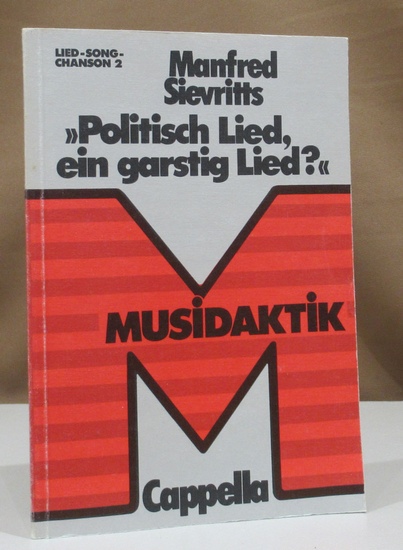 LIED-SONG-
CHANSON 2
Manfred
Sievritts
»Politisch Lied,
ein garstig Lied?«
MUSiDAKTiK
Cappella